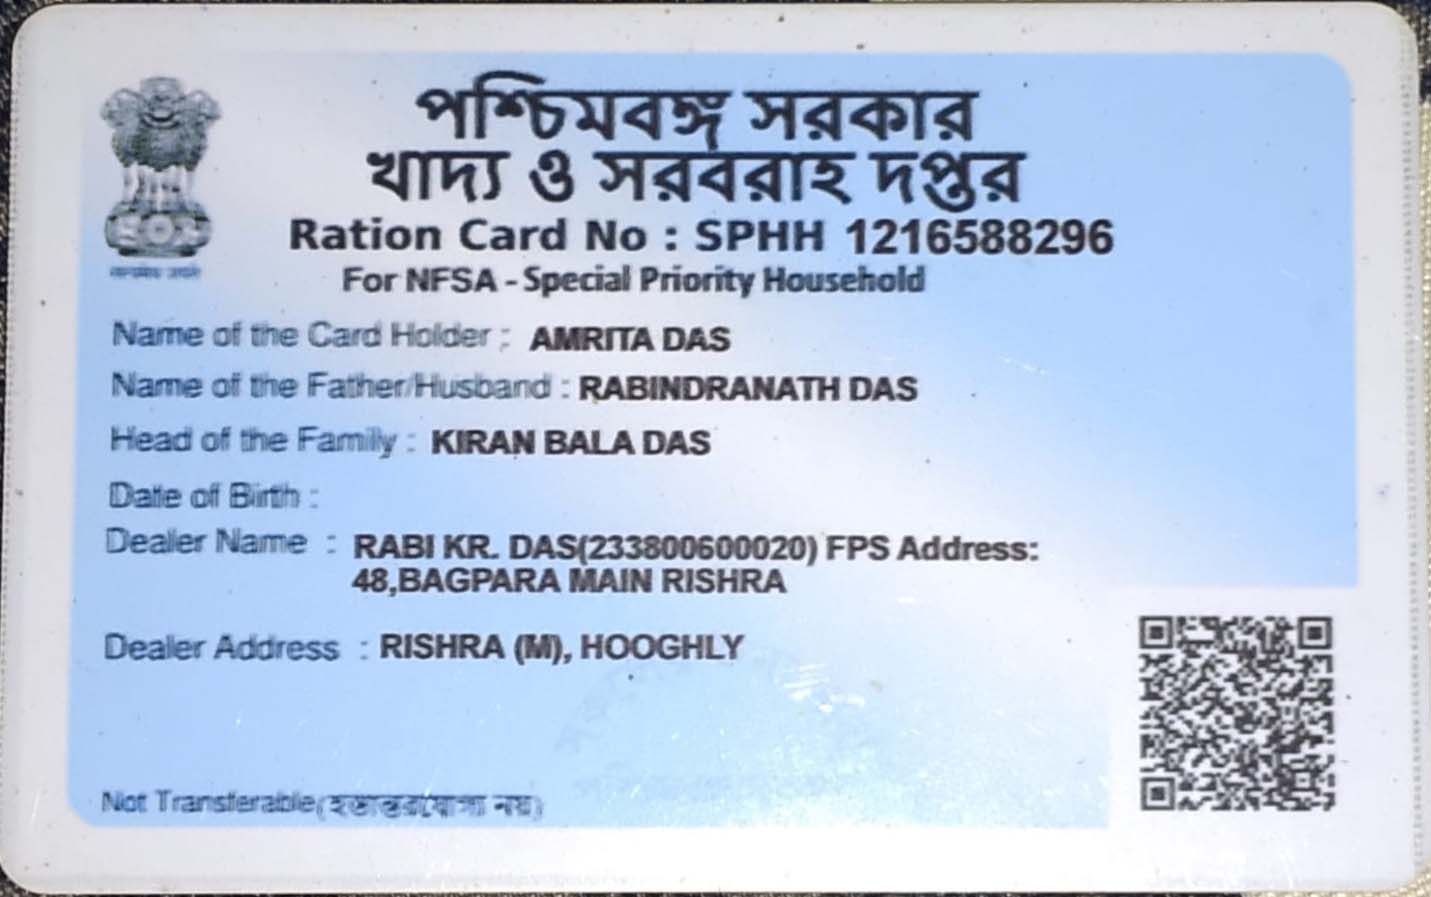 পশ্চিমবঙ্গ সরকার
খাদ্য ও সরবরাহ দপ্তর
Ration Card No : SPHH 1216588296
For NFSA - Special Priority Household
Name of the Card Holder : AMRITA DAS
Name of the Father/Husband : RABINDRANATH DAS
Head of the Family : KIRAN BALA DAS
Date of Birth :
Dealer Name : RABI KR. DAS(233800600020) FPS Address:
48,BAGPARA MAIN RISHRA
Dealer Address : RISHRA (M), HOOGHLY
Not Transferable(হস্তান্তরযোগ্য নয়)